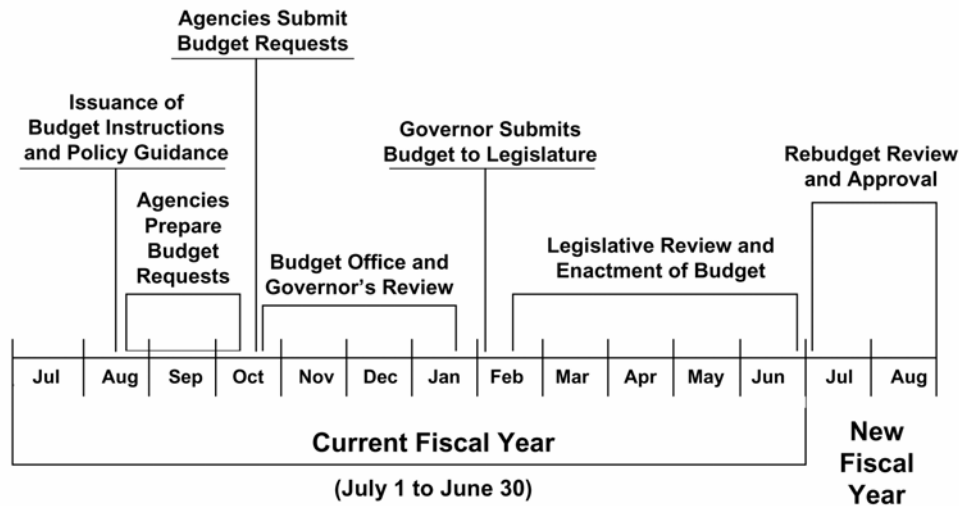 Agencies Submit
Budget Requests
Issuance of
Budget Instructions
and Policy Guidance
Governor Submits
Budget to Legislature
Rebudget Review
and Approval
Agencies
Prepare
Budget
Requests
Budget Office and
Governor's Review
Legislative Review and
Enactment of Budget
Jul Aug Sep Oct Nov Dec Jan Feb Mar Apr May Jun Jul Aug
Current Fiscal Year
(July 1 to June 30)
New
Fiscal
Year